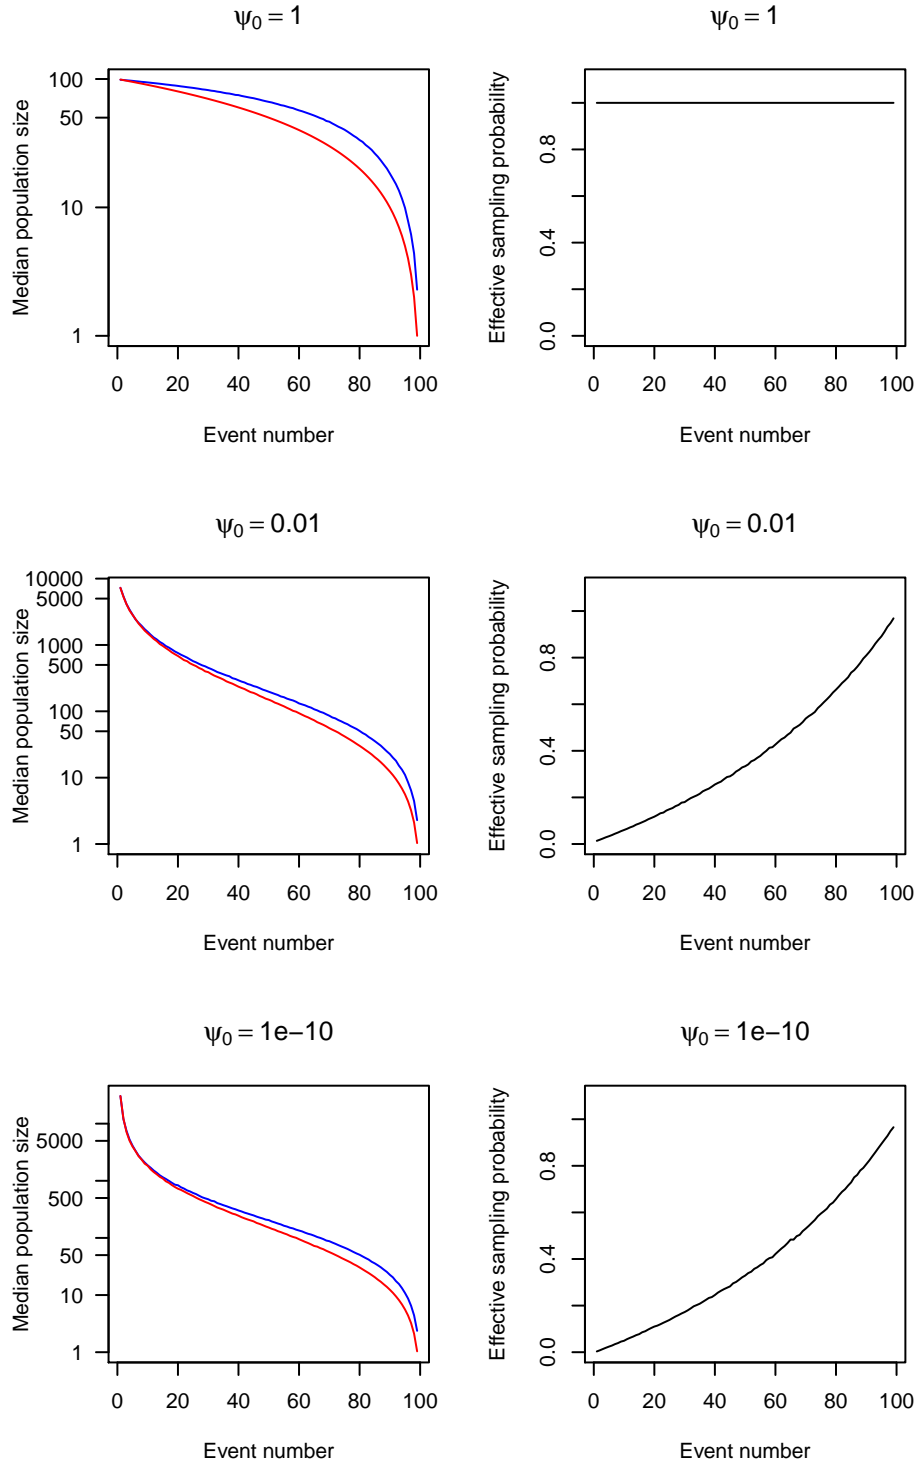 ψ0 = 1
Median population size
100
50
10
1
0 20 40 60 80 100
Event number
ψ0 = 1
Effective sampling probability
0.8
0.4
0.0
0 20 40 60 80 100
Event number
ψ0 = 0.01
Median population size
10000
5000
1000
500
100
50
10
1
0 20 40 60 80 100
Event number
ψ0 = 0.01
Effective sampling probability
0.8
0.4
0.0
0 20 40 60 80 100
Event number
ψ0 = 1e−10
Median population size
5000
500
50
10
1
0 20 40 60 80 100
Event number
ψ0 = 1e−10
Effective sampling probability
0.8
0.4
0.0
0 20 40 60 80 100
Event number